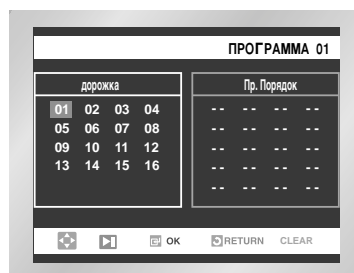 ПРОГРАММА 01
дорожка
Пр. Порядок
01 02 03 04
05 06 07 08
09 10 11 12
13 14 15 16
-- -- -- --
-- -- -- --
-- -- -- --
-- -- -- --
-- -- -- --
OK
RETURN
CLEAR